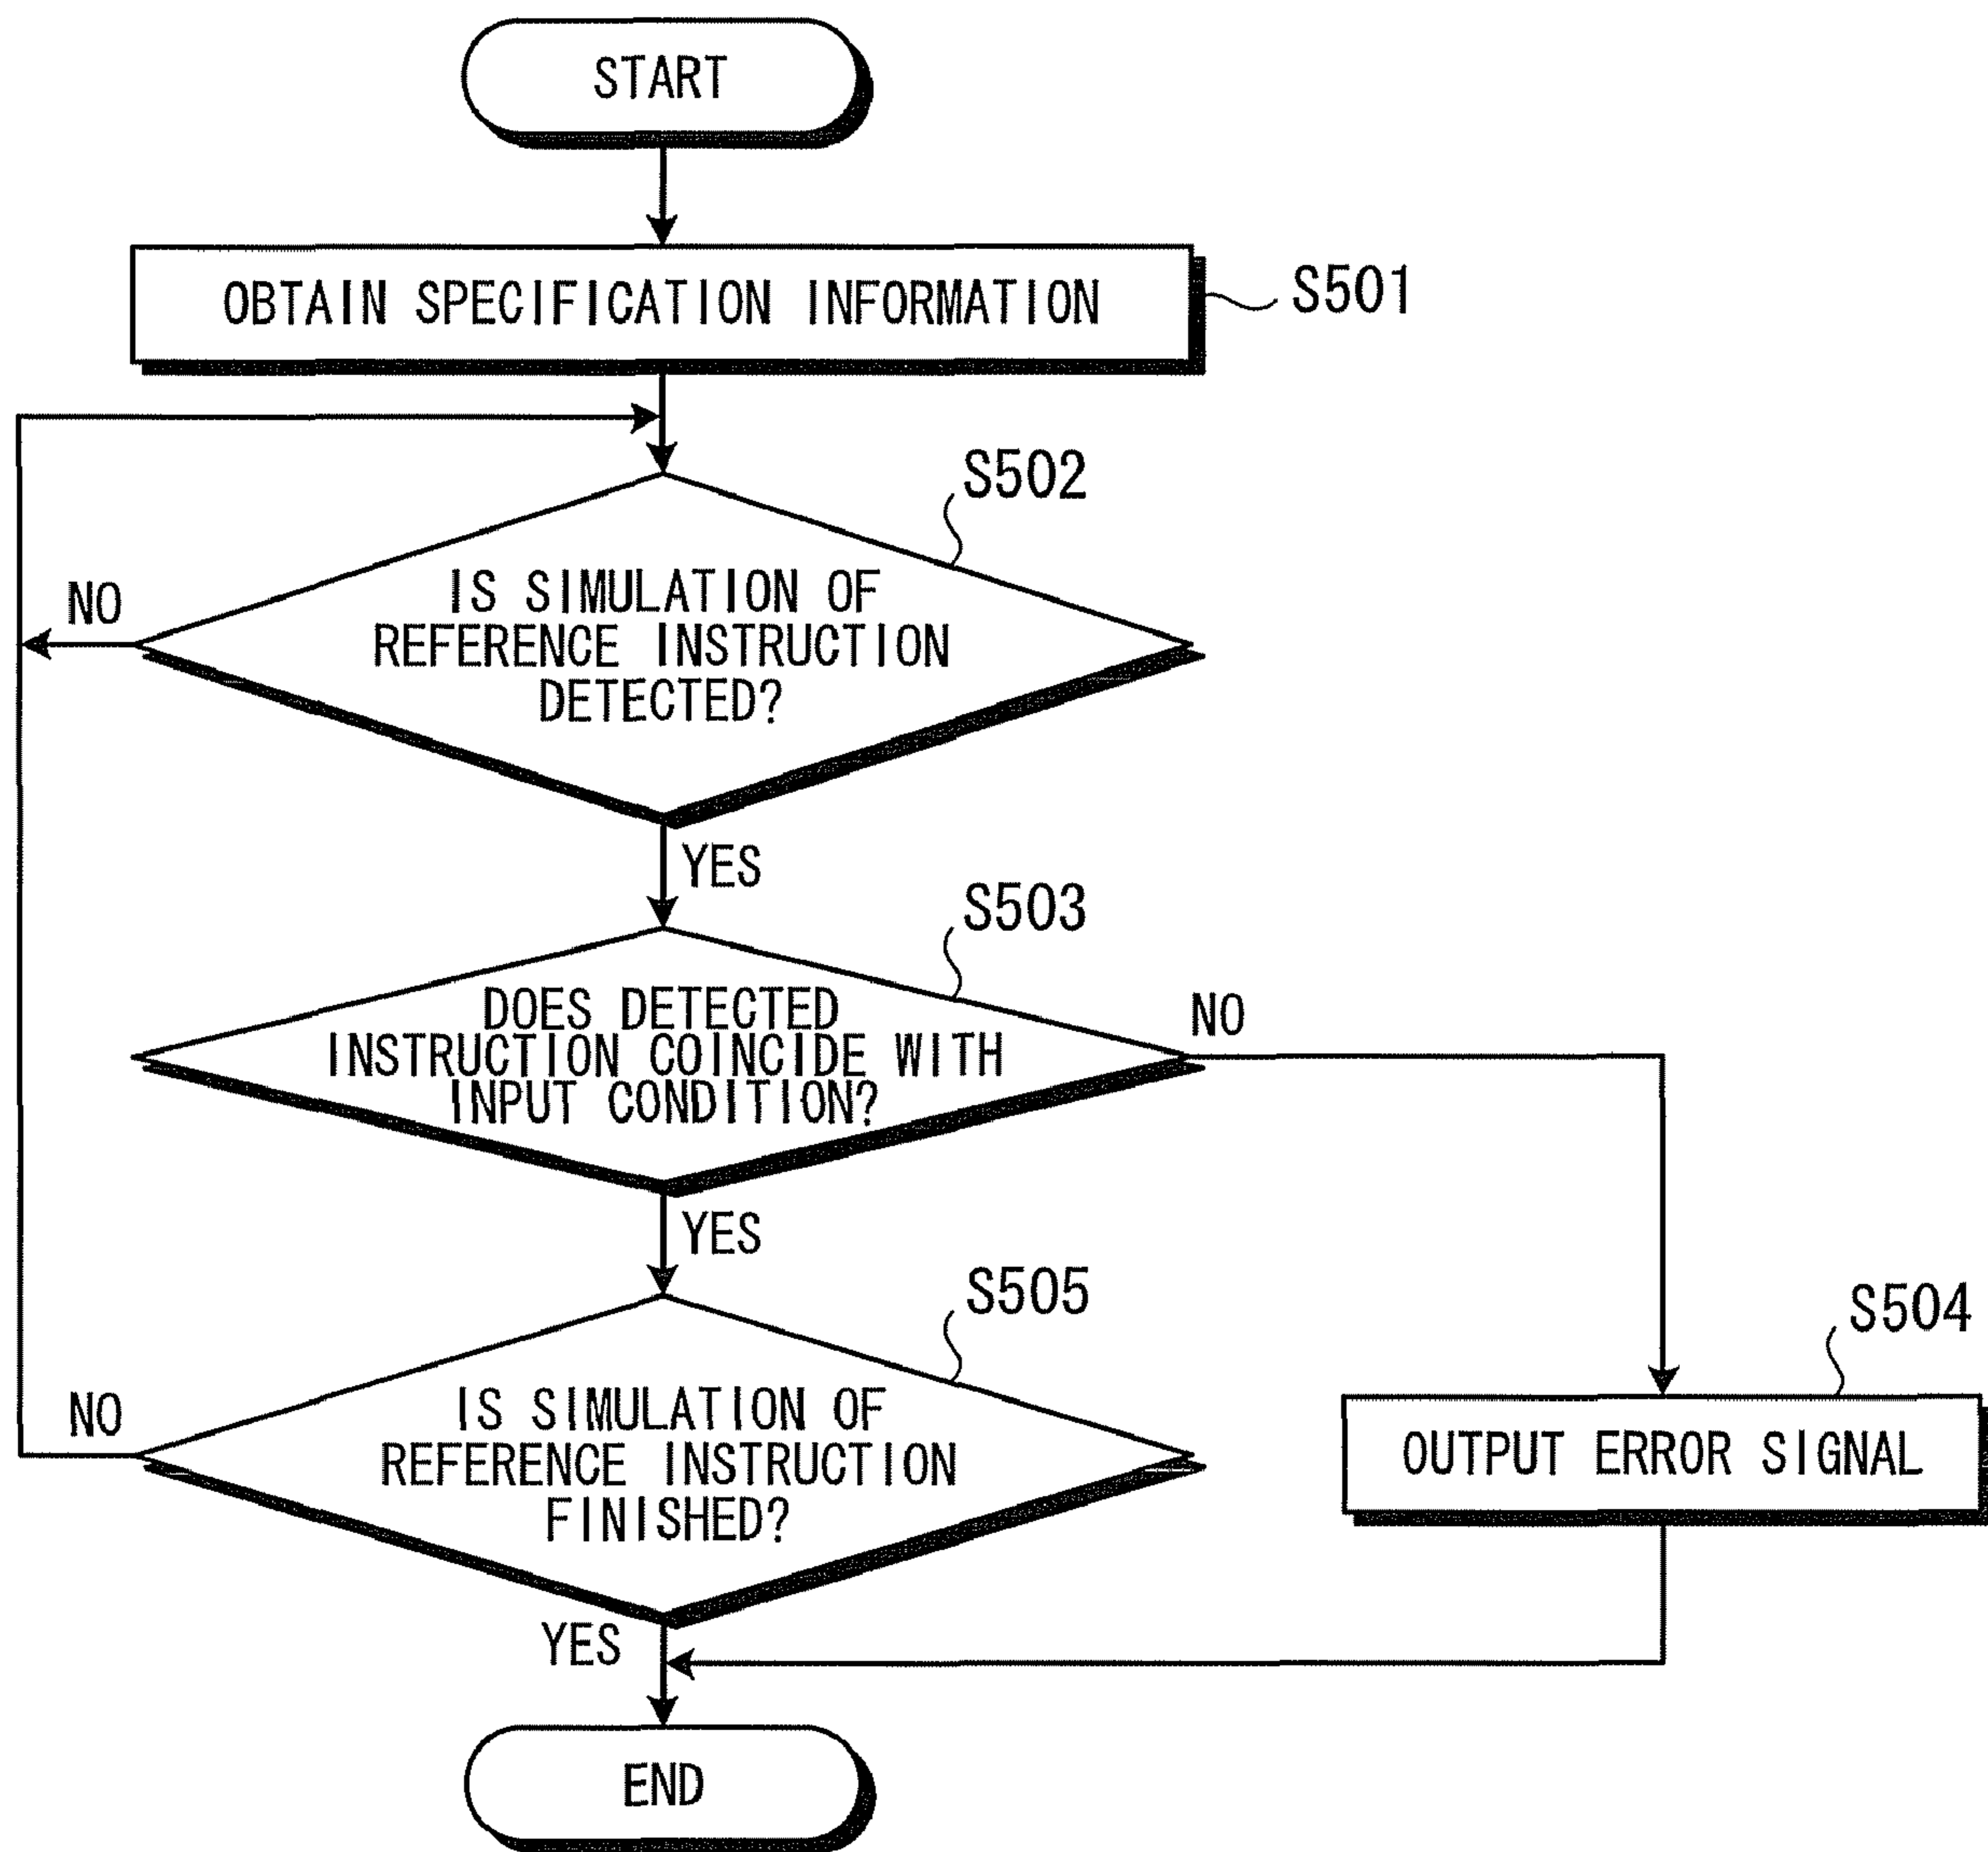 START
OBTAIN SPECIFICATION INFORMATION
S501
S502
IS SIMULATION OF
REFERENCE INSTRUCTION
DETECTED?
NO
YES
S503
DOES DETECTED
INSTRUCTION COINCIDE WITH
INPUT CONDITION?
NO
YES
S505
S504
IS SIMULATION OF
REFERENCE INSTRUCTION
FINISHED?
NO
OUTPUT ERROR SIGNAL
YES
END